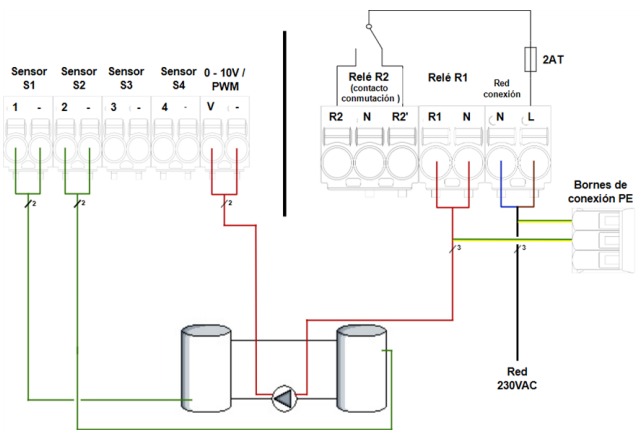 Sensor S1
Sensor S2
Sensor S3
Sensor S4
0 - 10V / PWM
1 -
2 -
3 -
4 -
V -
2
2
2
Relé R2
(contacto
conmutación )
Relé R1
Red
conexión
2AT
R2 N R2'
R1 N
N L
Bornes de
conexión PE
3
3
Red
230VAC